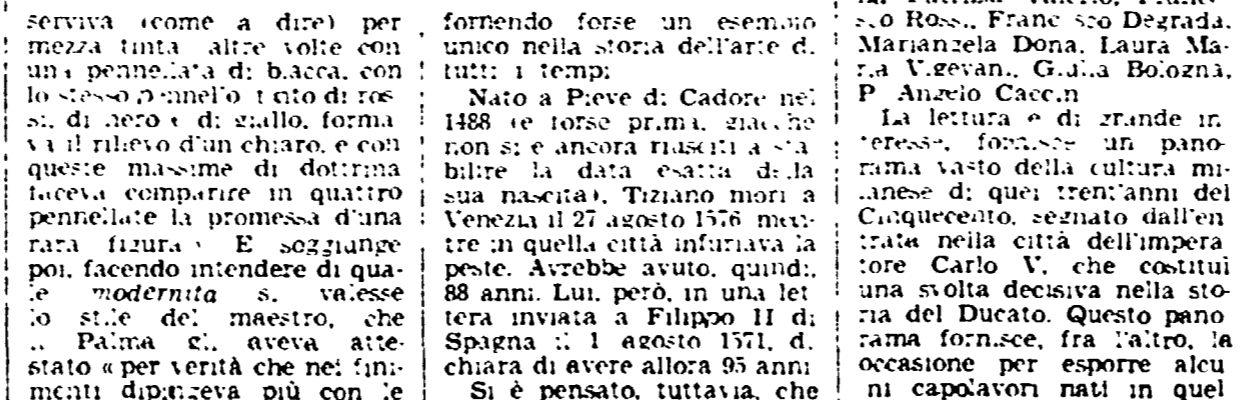 serviva (come a dire) per
mezza tinta altre volte con
una pennellata di biacca, con
lo stesso pennello tinto di ros
si, di nero e di giallo, forma
va il rilievo d'un chiaro, e con
queste massime di dottrina
faceva comparire in quattro
pennellate la promessa d'una
rara figura». E soggiunge
poi, facendo intendere di qua-
le modernità si valesse
lo stile del maestro, che
Palma gli aveva atte-
stato «per verità che nei fini-
menti dipingeva più con le
fornendo forse un esempio
unico nella storia dell'arte di
tutti i tempi
Nato a Pieve di Cadore nel
1488 (e forse prima, giacché
non si è ancora riusciti a sta
bilire la data esatta della
sua nascita), Tiziano morì a
Venezia il 27 agosto 1576 men-
tre in quella città infuriava la
peste. Avrebbe avuto, quindi,
88 anni. Lui, però, in una let
tera inviata a Filippo II di
Spagna il 1 agosto 1571, di
chiara di avere allora 95 anni
Si è pensato, tuttavia, che
sco Rossi, Francesco Degrada,
Mariangela Donà, Laura Ma-
ria Vigevani, Giulia Bologna,
P Angelo Caccin
La lettura è di grande in
teresse, fornisce un pano-
rama vasto della cultura mi-
lanese di quei trent'anni del
Cinquecento, segnato dall'en
trata nella città dell'impera
tore Carlo V, che costituì
una svolta decisiva nella sto-
ria del Ducato. Questo pano
rama fornisce, fra l'altro, la
occasione per esporre alcu
ni capolavori nati in quel